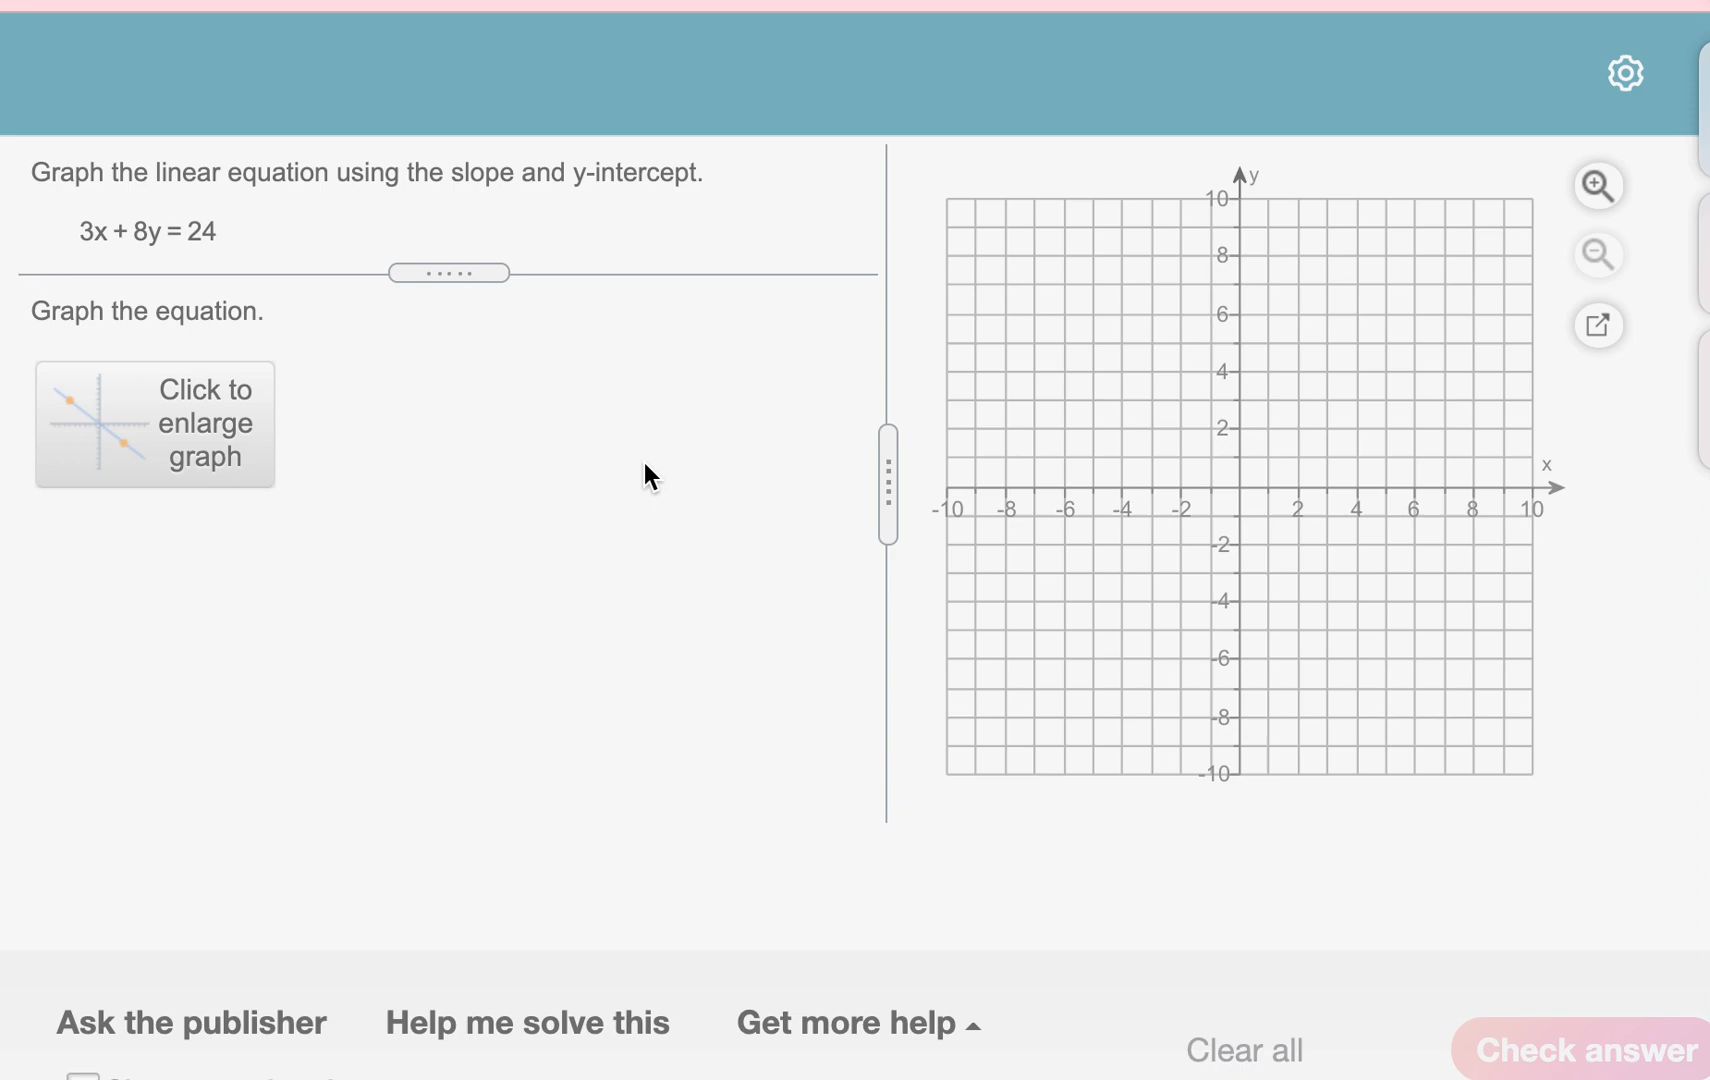 Graph the linear equation using the slope and y-intercept.
3x + 8y = 24
Graph the equation.
Click to
enlarge
graph
y
10
8
6
4
2
x
-10 -8 -6 -4 -2 2 4 6 8 10
-2
-4
-6
-8
-10
Ask the publisher Help me solve this Get more help
Clear all Check answer